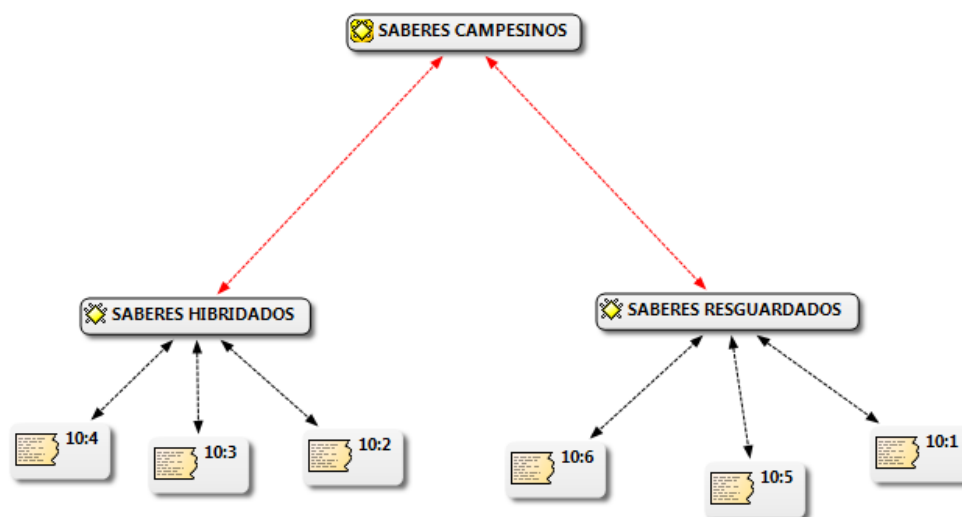 SABERES CAMPESINOS
SABERES HIBRIDADOS
SABERES RESGUARDADOS
10:4
10:3
10:2
10:6
10:5
10:1